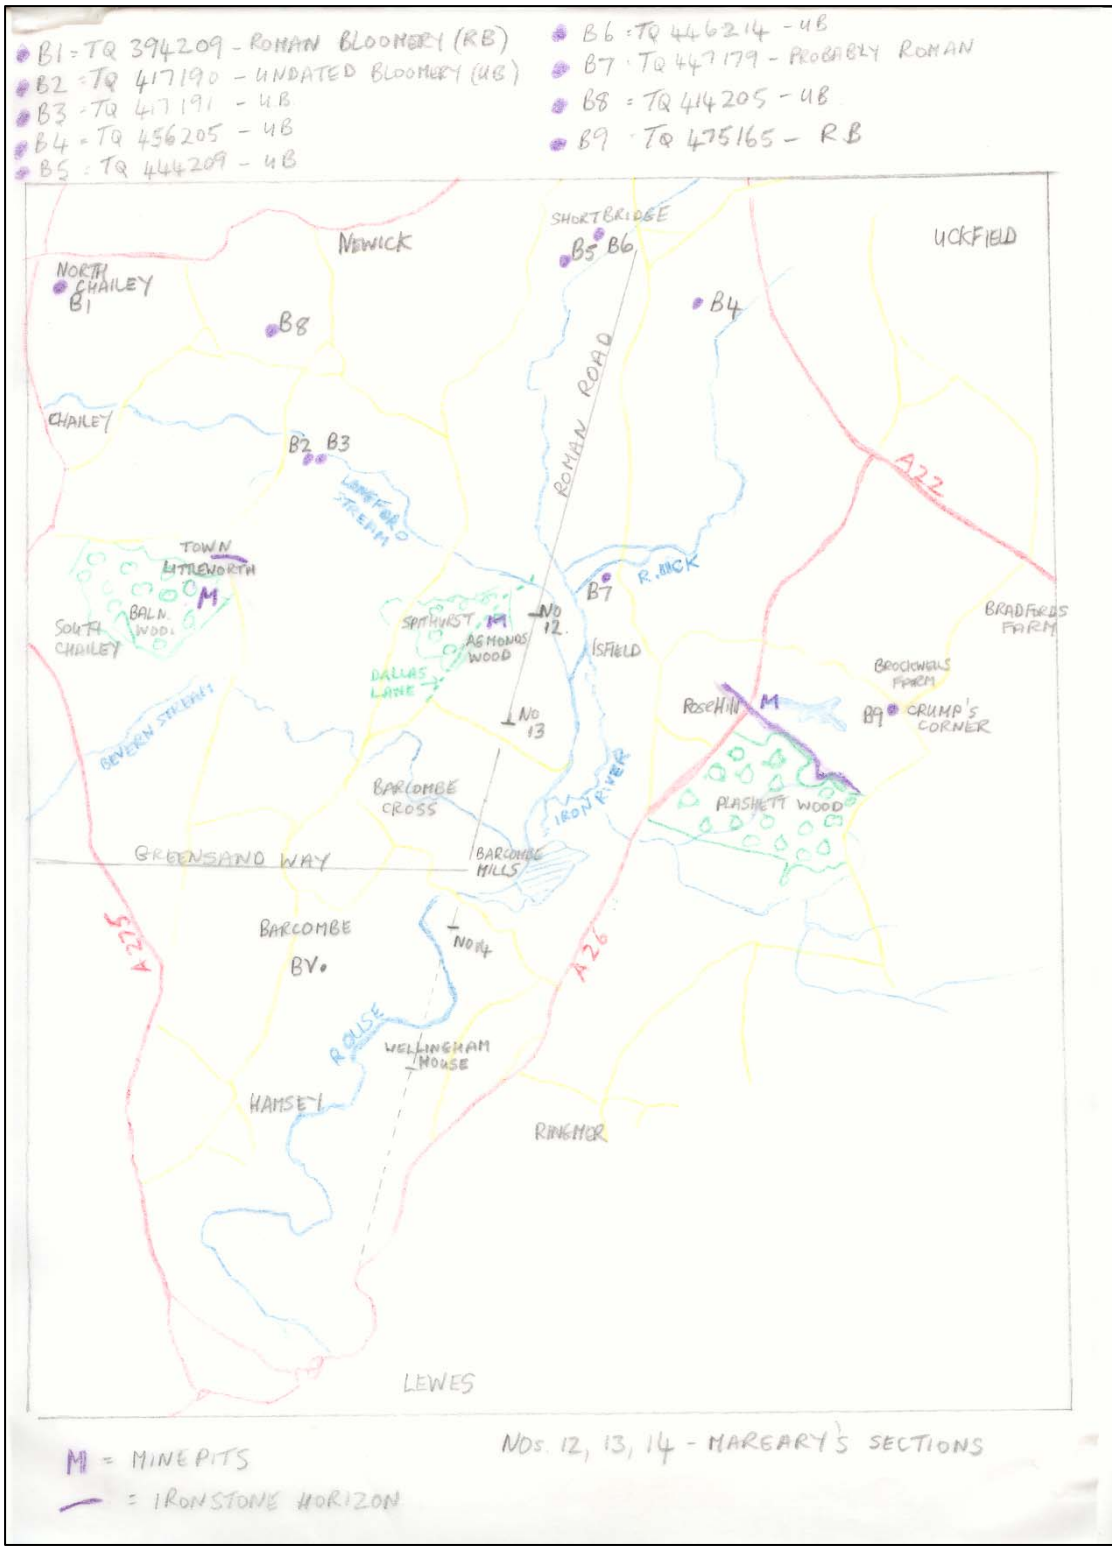 B1 = TQ 394209 - ROMAN BLOOMERY (RB)
B2 = TQ 417190 - UNDATED BLOOMERY (UB)
B3 = TQ 417191 - UB
B4 = TQ 456205 - UB
B5 = TQ 444209 - UB
B6 = TQ 446214 - UB
B7 = TQ 447179 - PROBABLY ROMAN
B8 = TQ 414205 - UB
B9 = TQ 475165 - RB
SHORTBRIDGE
NEWICK
B5 B6
UCKFIELD
NORTH
CHAILEY
B1
B4
B8
ROMAN ROAD
CHAILEY
B2 B3
A22
LANGFORD
STREAM
TOWN
LITTLEWORTH
M
BALN.
WOOD
SOUTH
CHAILEY
R. UCK
B7
SPITHURST M
AGMONDS
WOOD
NO
12.
ISFIELD
BRADFORDS
FARM
DALLAS
LANE
BROCKWELLS
FARM
ROSEHILL
M
B9
CRUMP'S
CORNER
BEVERN STREAM
NO
13
BARCOMBE
CROSS
IRON RIVER
PLASHETT WOOD
GREENSAND WAY
BARCOMBE
MILLS
A275
BARCOMBE
BV.
NO 14
A26
R OUSE
WELLINGHAM
HOUSE
HAMSEY
RINGMER
LEWES
M = MINEPITS
NOS. 12, 13, 14 - MARGARY'S SECTIONS
= IRONSTONE HORIZON